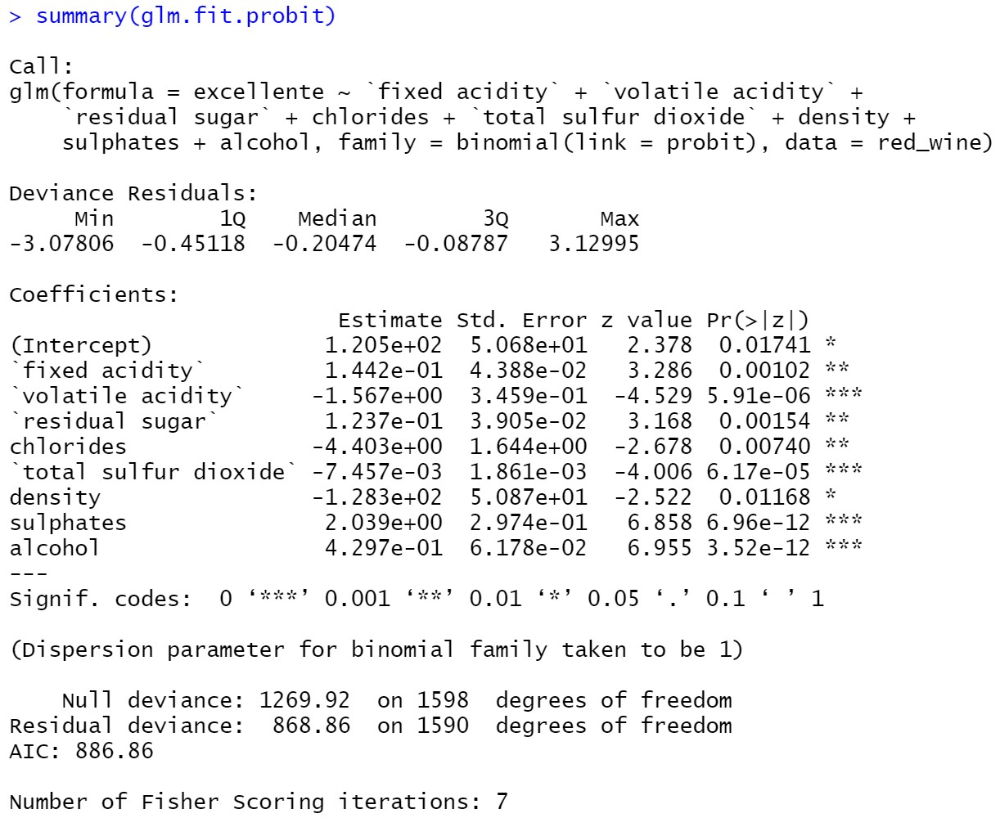 > summary(glm.fit.probit)

Call:
glm(formula = excellente ~ `fixed acidity` + `volatile acidity` +
    `residual sugar` + chlorides + `total sulfur dioxide` + density +
    sulphates + alcohol, family = binomial(link = probit), data = red_wine)

Deviance Residuals:
     Min        1Q    Median        3Q       Max
-3.07806  -0.45118  -0.20474  -0.08787   3.12995

Coefficients:
                         Estimate Std. Error z value Pr(>|z|)
(Intercept)             1.205e+02  5.068e+01   2.378  0.01741 *
`fixed acidity`         1.442e-01  4.388e-02   3.286  0.00102 **
`volatile acidity`     -1.567e+00  3.459e-01  -4.529 5.91e-06 ***
`residual sugar`        1.237e-01  3.905e-02   3.168  0.00154 **
chlorides              -4.403e+00  1.644e+00  -2.678  0.00740 **
`total sulfur dioxide` -7.457e-03  1.861e-03  -4.006 6.17e-05 ***
density                -1.283e+02  5.087e+01  -2.522  0.01168 *
sulphates               2.039e+00  2.974e-01   6.858 6.96e-12 ***
alcohol                 4.297e-01  6.178e-02   6.955 3.52e-12 ***
---
Signif. codes:  0 ‘***’ 0.001 ‘**’ 0.01 ‘*’ 0.05 ‘.’ 0.1 ‘ ’ 1

(Dispersion parameter for binomial family taken to be 1)

    Null deviance: 1269.92  on 1598  degrees of freedom
Residual deviance:  868.86  on 1590  degrees of freedom
AIC: 886.86

Number of Fisher Scoring iterations: 7